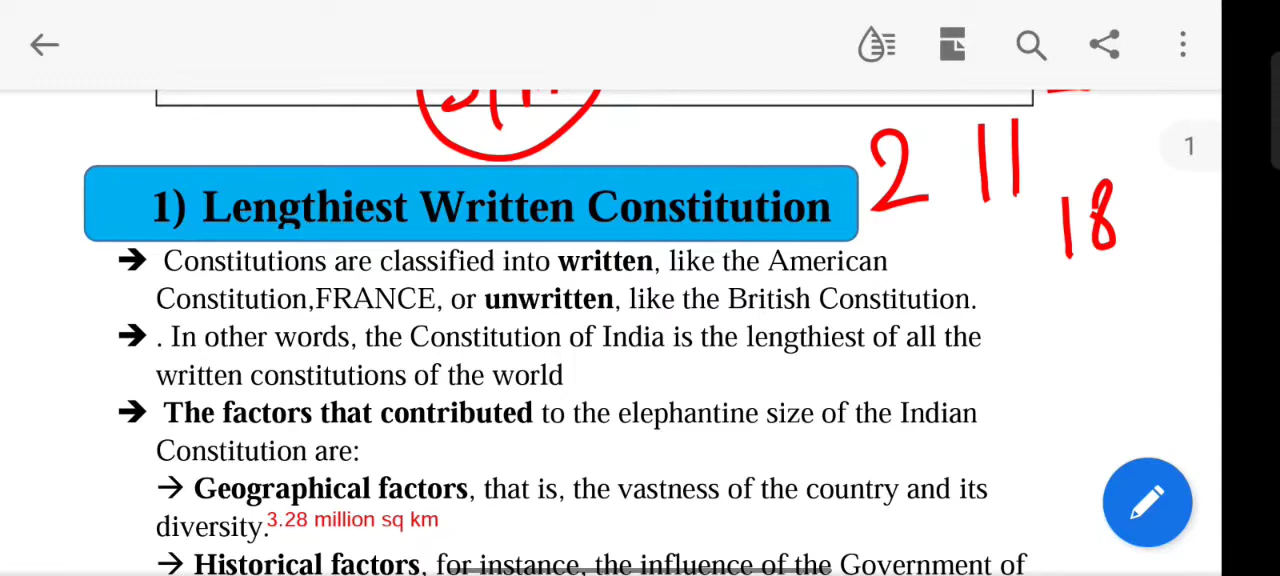 2 11
1
18
1) Lengthiest Written Constitution
➔ Constitutions are classified into written, like the American
Constitution,FRANCE, or unwritten, like the British Constitution.
➔ . In other words, the Constitution of India is the lengthiest of all the
written constitutions of the world
➔ The factors that contributed to the elephantine size of the Indian
Constitution are:
→ Geographical factors, that is, the vastness of the country and its
diversity. 3.28 million sq km
→ Historical factors, for instance, the influence of the Government of